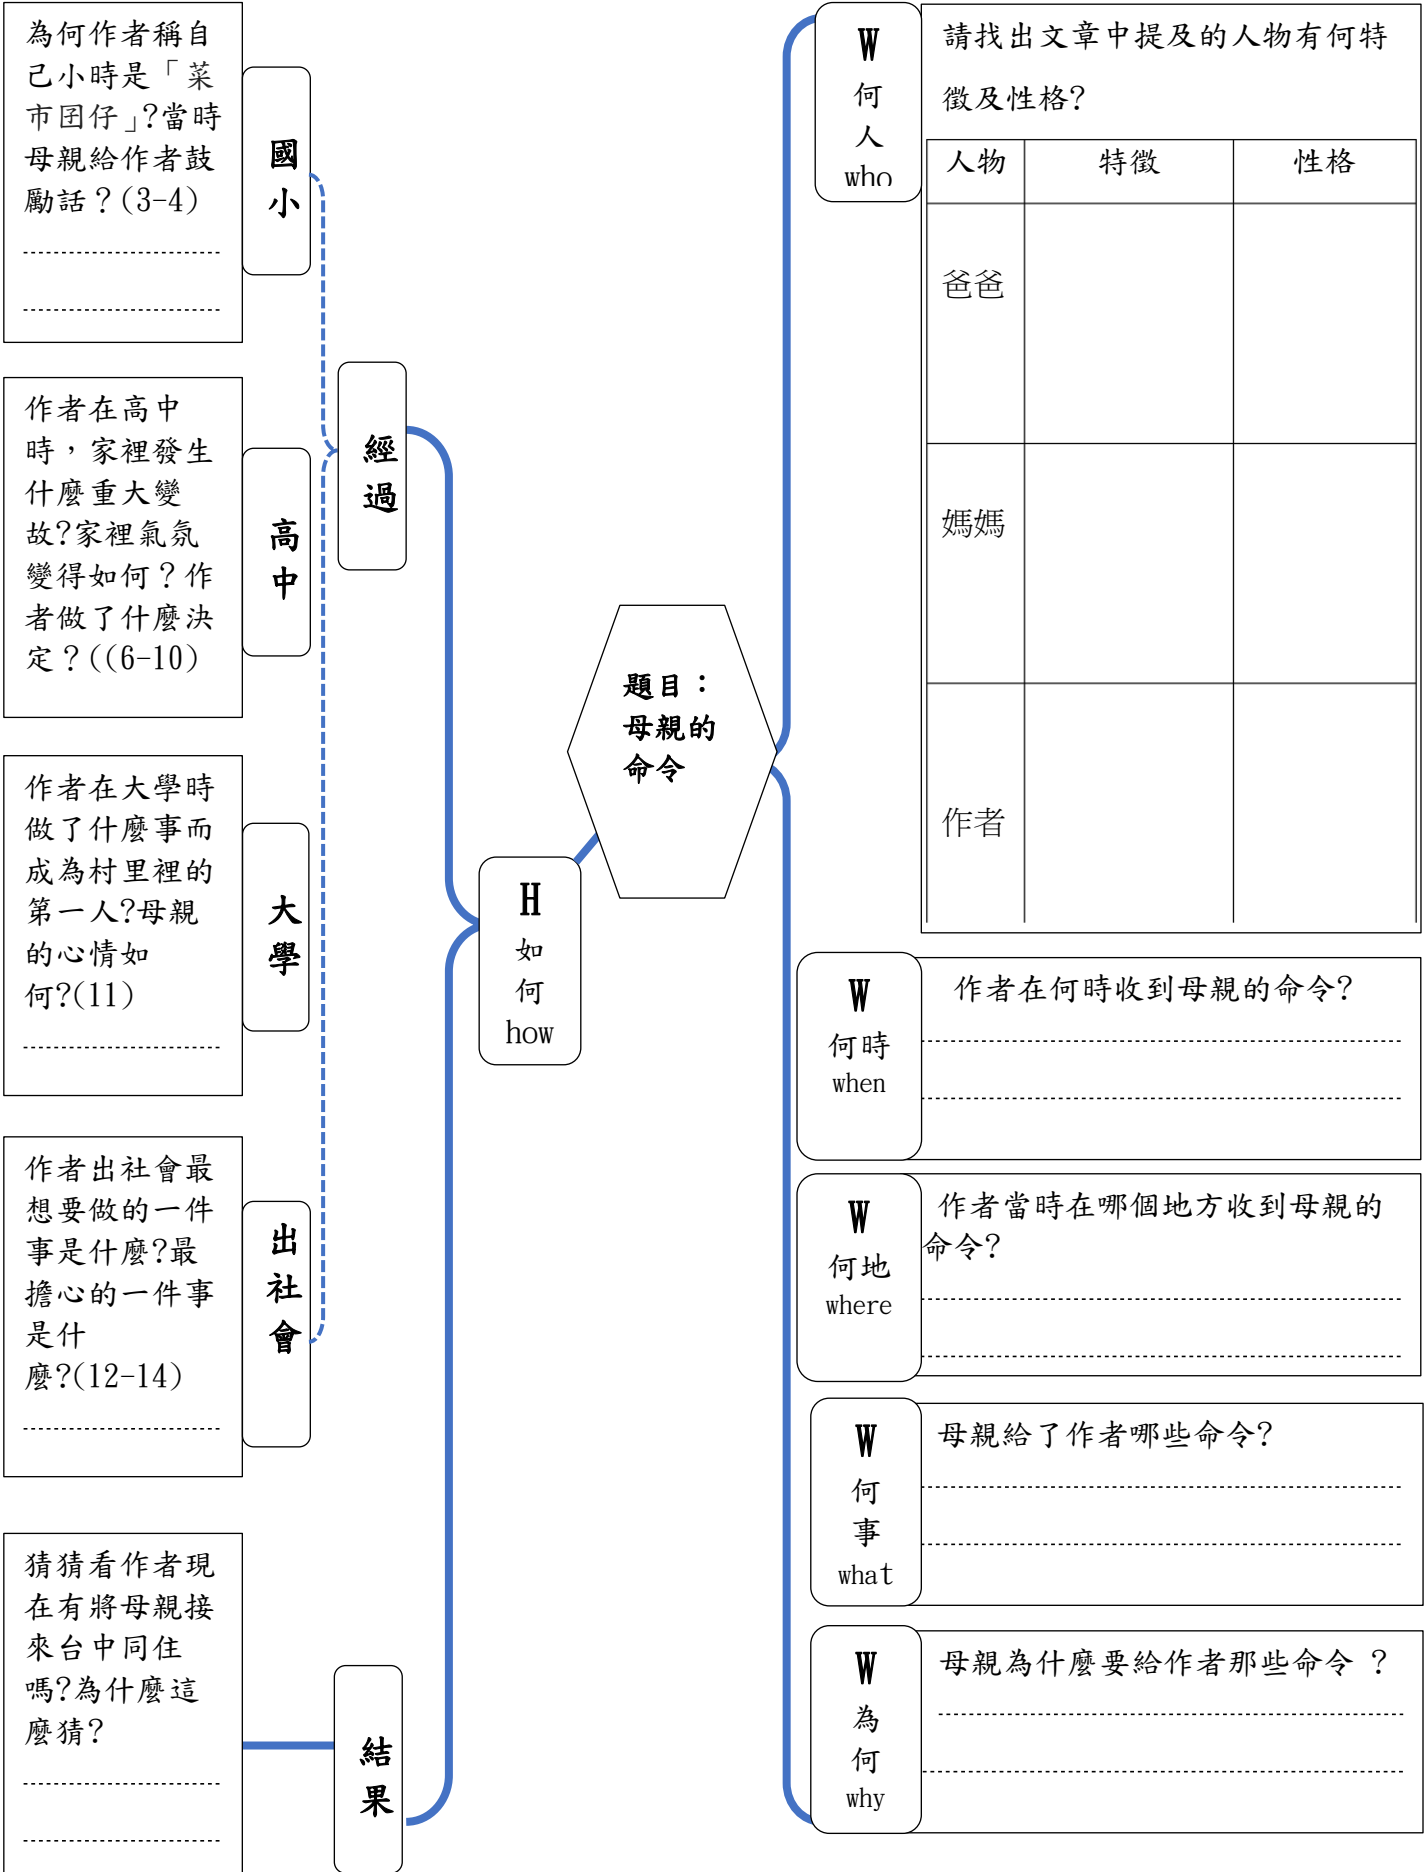 為何作者稱自
己小時是「菜
市囝仔」?當時
母親給作者鼓
勵話？(3-4)
國
小
作者在高中
時，家裡發生
什麼重大變
故?家裡氣氛
變得如何？作
者做了什麼決
定？((6-10)
高
中
作者在大學時
做了什麼事而
成為村里裡的
第一人?母親
的心情如
何?(11)
大
學
作者出社會最
想要做的一件
事是什麼?最
擔心的一件事
是什
麼?(12-14)
出
社
會
經
過
猜猜看作者現
在有將母親接
來台中同住
嗎?為什麼這
麼猜?
結
果
H
如
何
how
題目：
母親的
命令
W
何
人
who
請找出文章中提及的人物有何特
徵及性格?
人物 特徵 性格
爸爸
媽媽
作者
W
何時
when
作者在何時收到母親的命令?
W
何地
where
作者當時在哪個地方收到母親的
命令?
W
何
事
what
母親給了作者哪些命令?
W
為
何
why
母親為什麼要給作者那些命令 ？